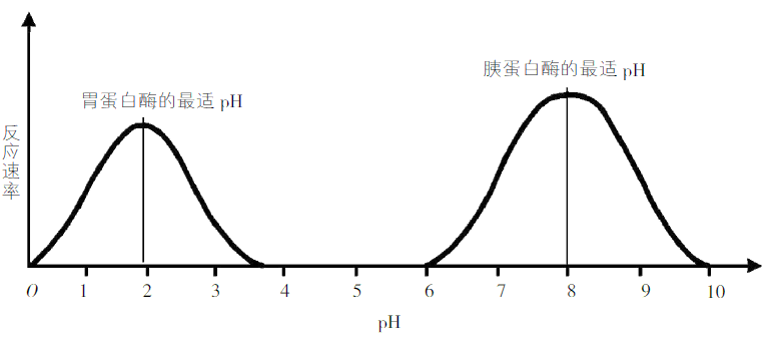 胰蛋白酶的最适 pH
胃蛋白酶的最适 pH
反应速率
O 1 2 3 4 5 6 7 8 9 10
pH